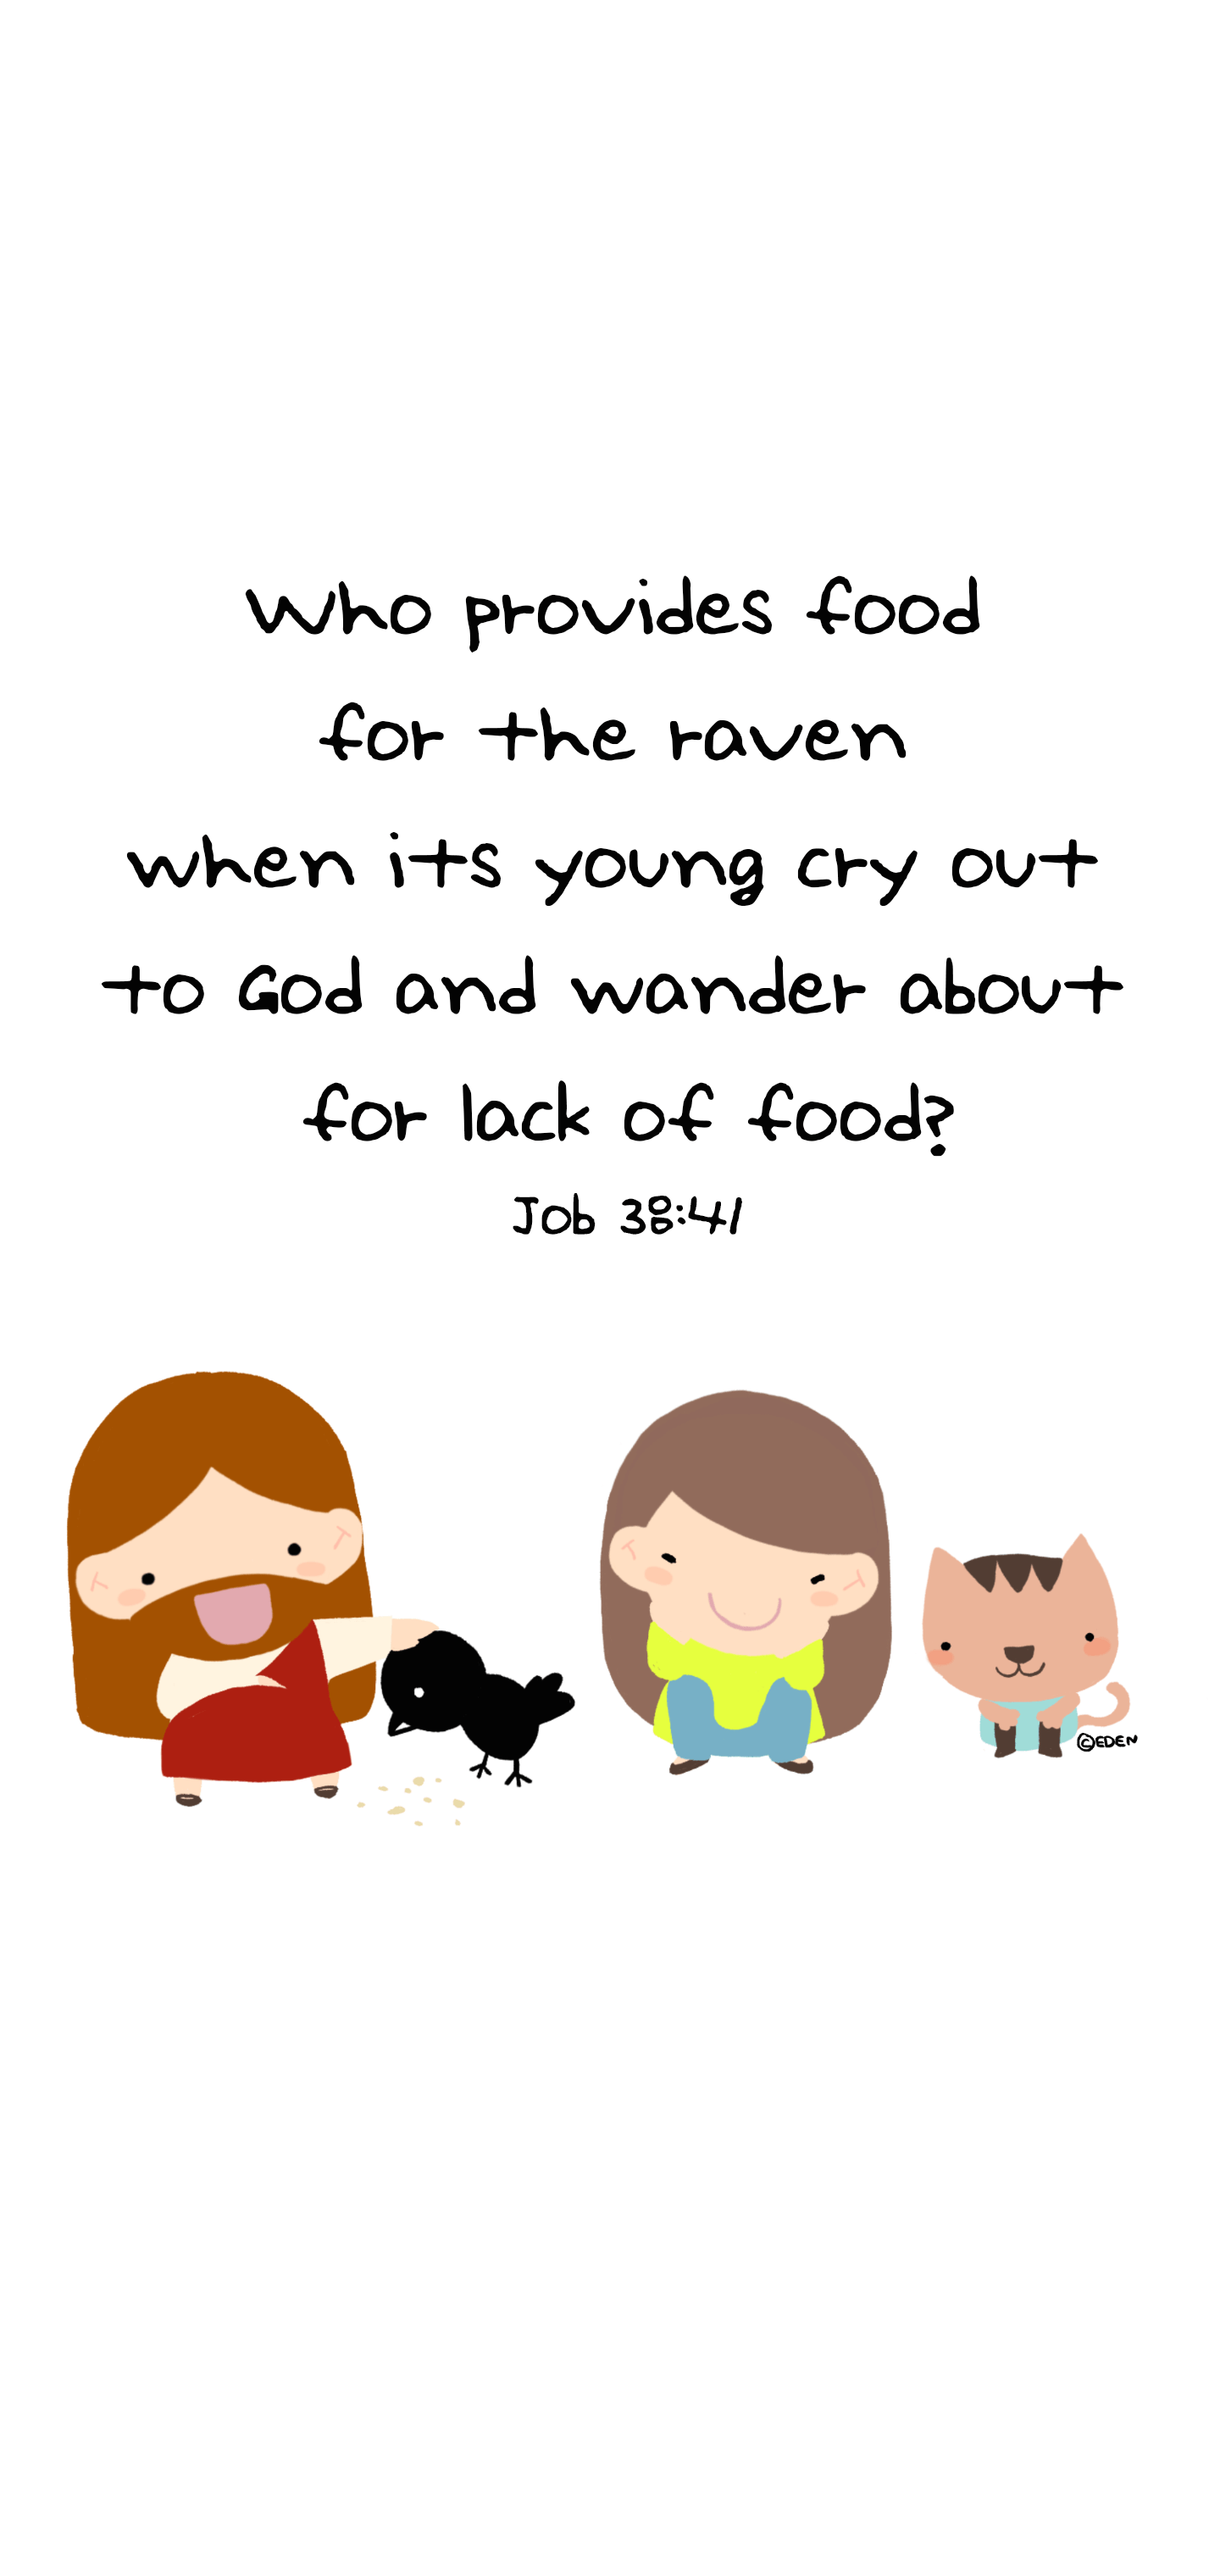 Who provides food
for the raven
when its young cry out
to God and wander about
for lack of food?
Job 38:41
©EDEN